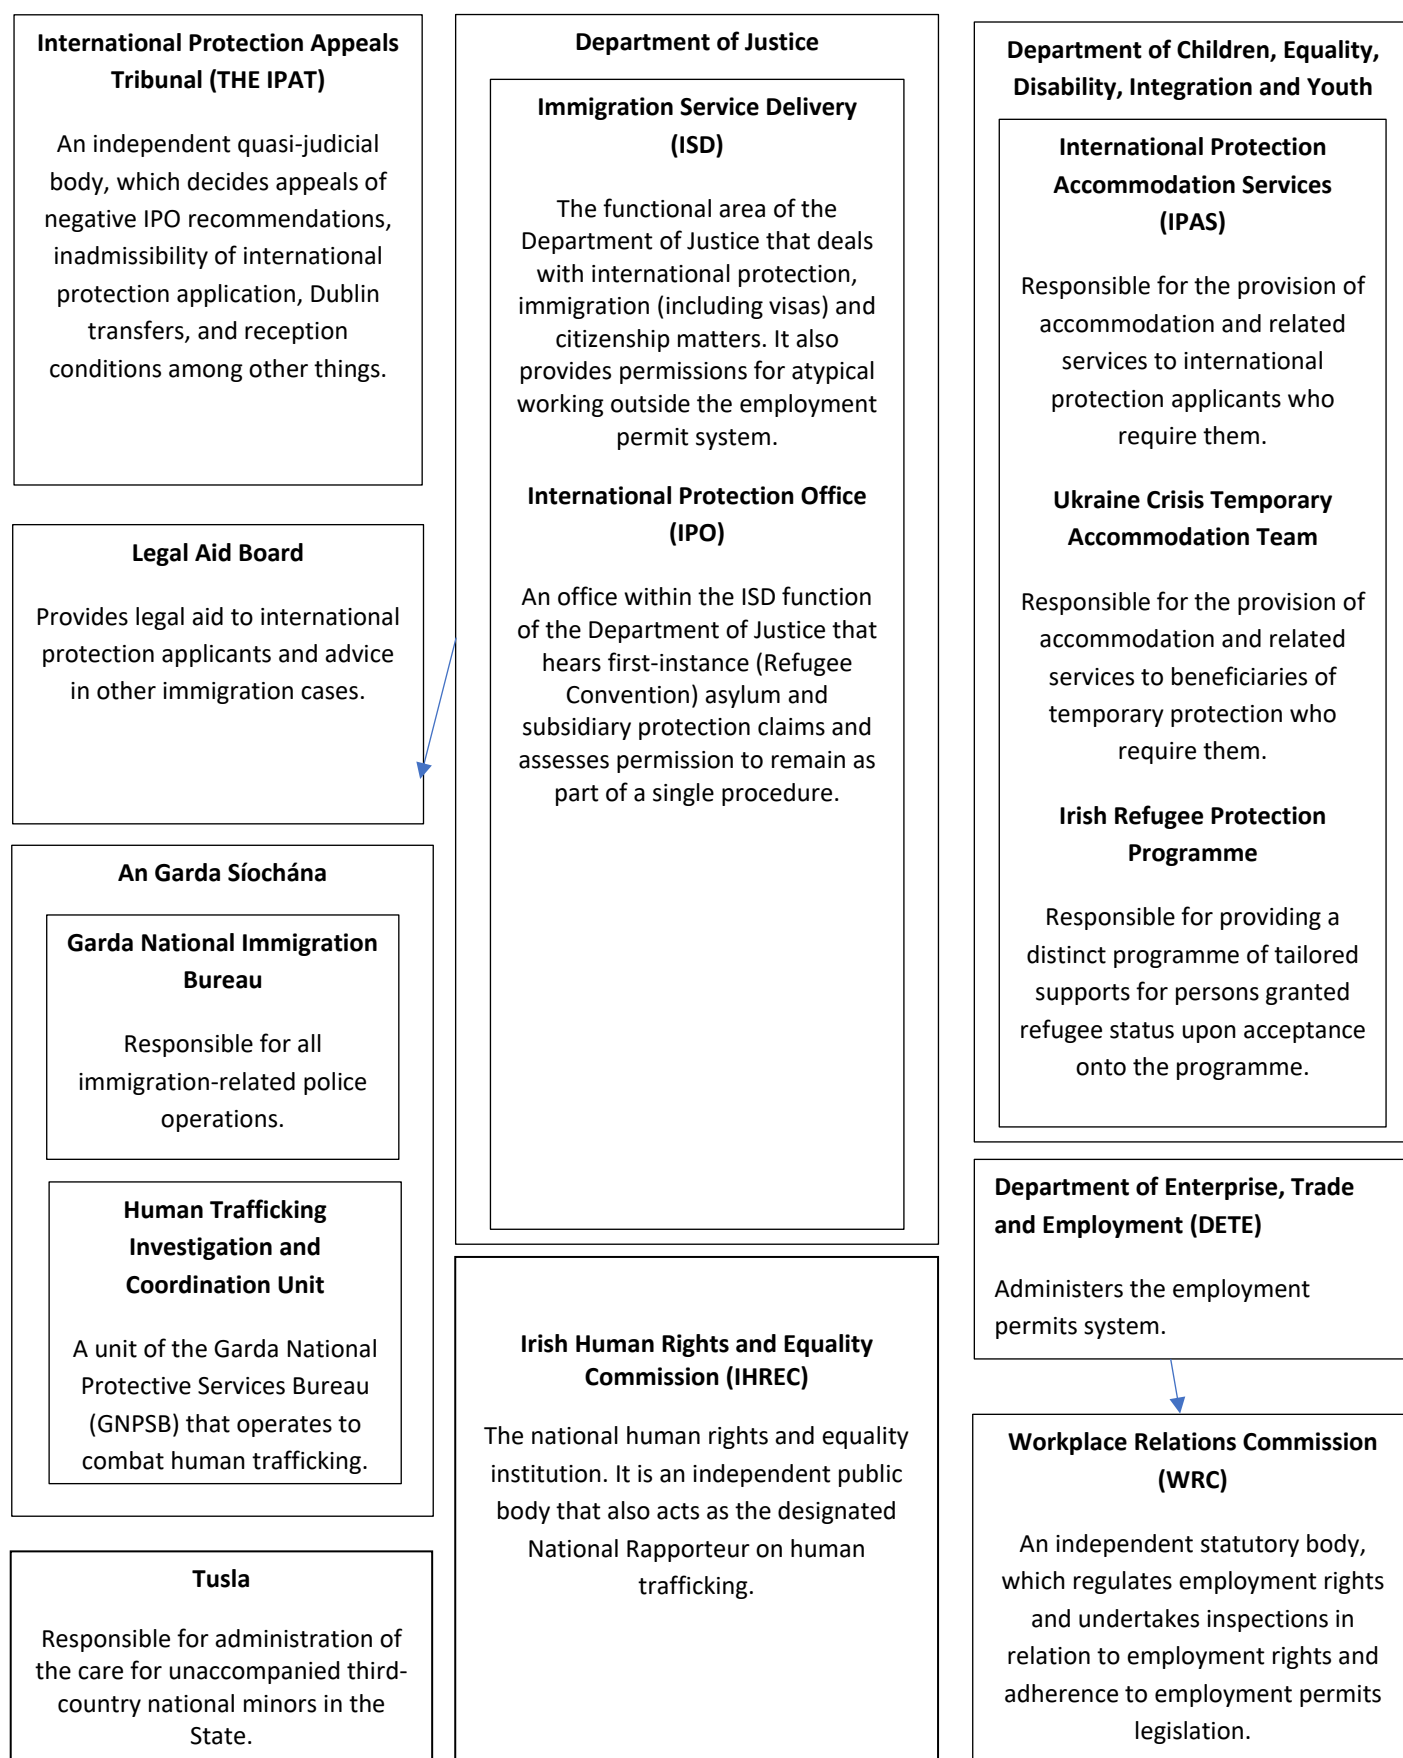 International Protection Appeals
Tribunal (THE IPAT)
An independent quasi-judicial
body, which decides appeals of
negative IPO recommendations,
inadmissibility of international
protection application, Dublin
transfers, and reception
conditions among other things.
Legal Aid Board
Provides legal aid to international
protection applicants and advice
in other immigration cases.
An Garda Síochána
Garda National Immigration
Bureau
Responsible for all
immigration-related police
operations.
Human Trafficking
Investigation and
Coordination Unit
A unit of the Garda National
Protective Services Bureau
(GNPSB) that operates to
combat human trafficking.
Tusla
Responsible for administration of
the care for unaccompanied third-
country national minors in the
State.
Department of Justice
Immigration Service Delivery
(ISD)
The functional area of the
Department of Justice that deals
with international protection,
immigration (including visas) and
citizenship matters. It also
provides permissions for atypical
working outside the employment
permit system.
International Protection Office
(IPO)
An office within the ISD function
of the Department of Justice that
hears first-instance (Refugee
Convention) asylum and
subsidiary protection claims and
assesses permission to remain as
part of a single procedure.
Irish Human Rights and Equality
Commission (IHREC)
The national human rights and equality
institution. It is an independent public
body that also acts as the designated
National Rapporteur on human
trafficking.
Department of Children, Equality,
Disability, Integration and Youth
International Protection
Accommodation Services
(IPAS)
Responsible for the provision of
accommodation and related
services to international
protection applicants who
require them.
Ukraine Crisis Temporary
Accommodation Team
Responsible for the provision of
accommodation and related
services to beneficiaries of
temporary protection who
require them.
Irish Refugee Protection
Programme
Responsible for providing a
distinct programme of tailored
supports for persons granted
refugee status upon acceptance
onto the programme.
Department of Enterprise, Trade
and Employment (DETE)
Administers the employment
permits system.
Workplace Relations Commission
(WRC)
An independent statutory body,
which regulates employment rights
and undertakes inspections in
relation to employment rights and
adherence to employment permits
legislation.